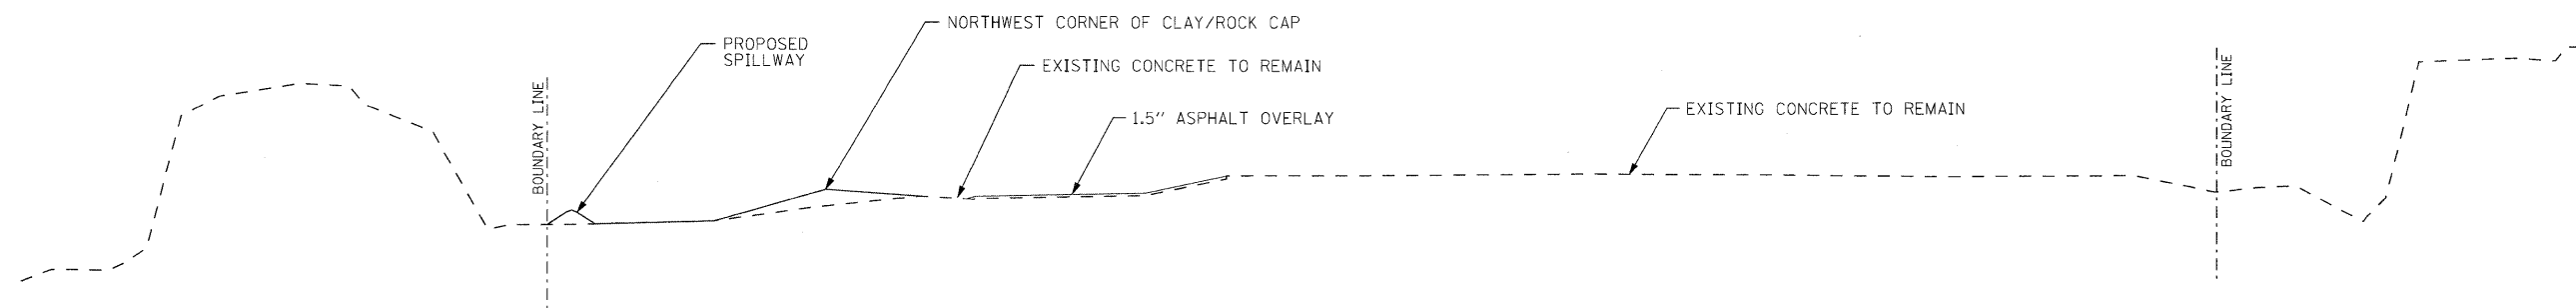 NORTHWEST CORNER OF CLAY/ROCK CAP
PROPOSED
SPILLWAY
EXISTING CONCRETE TO REMAIN
BOUNDARY LINE
1.5" ASPHALT OVERLAY
EXISTING CONCRETE TO REMAIN
BOUNDARY LINE